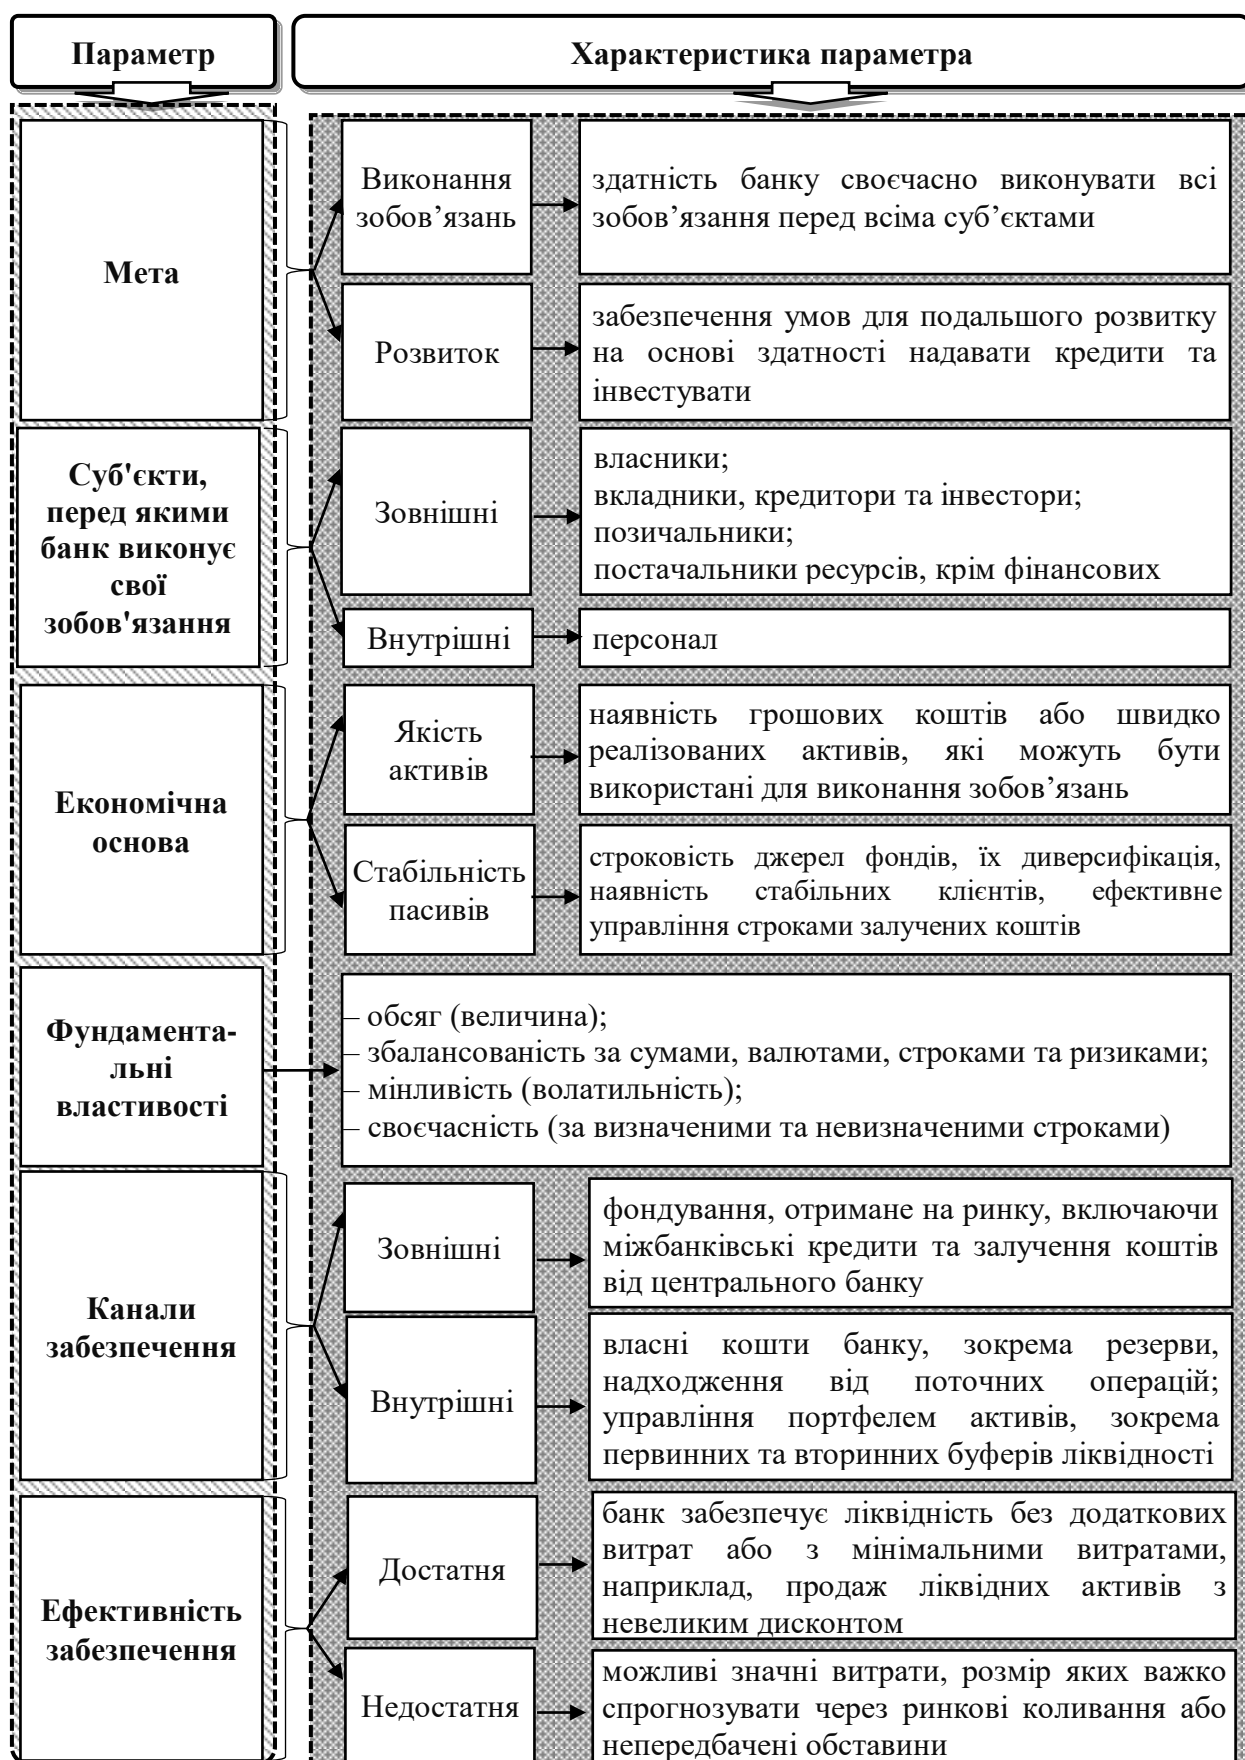 Параметр
Характеристика параметра
Мета
Виконання
зобов’язань
здатність банку своєчасно виконувати всі
зобов’язання перед всіма суб’єктами
Розвиток
забезпечення умов для подальшого розвитку
на основі здатності надавати кредити та
інвестувати
Суб'єкти,
перед якими
банк виконує
свої
зобов'язання
Зовнішні
власники;
вкладники, кредитори та інвестори;
позичальники;
постачальники ресурсів, крім фінансових
Внутрішні
персонал
Економічна
основа
Якість
активів
наявність грошових коштів або швидко
реалізованих активів, які можуть бути
використані для виконання зобов’язань
Стабільність
пасивів
строковість джерел фондів, їх диверсифікація,
наявність стабільних клієнтів, ефективне
управління строками залучених коштів
Фундамента-
льні
властивості
– обсяг (величина);
– збалансованість за сумами, валютами, строками та ризиками;
– мінливість (волатильність);
– своєчасність (за визначеними та невизначеними строками)
Канали
забезпечення
Зовнішні
фондування, отримане на ринку, включаючи
міжбанківські кредити та залучення коштів
від центрального банку
Внутрішні
власні кошти банку, зокрема резерви,
надходження від поточних операцій;
управління портфелем активів, зокрема
первинних та вторинних буферів ліквідності
Ефективність
забезпечення
Достатня
банк забезпечує ліквідність без додаткових
витрат або з мінімальними витратами,
наприклад, продаж ліквідних активів з
невеликим дисконтом
Недостатня
можливі значні витрати, розмір яких важко
спрогнозувати через ринкові коливання або
непередбачені обставини